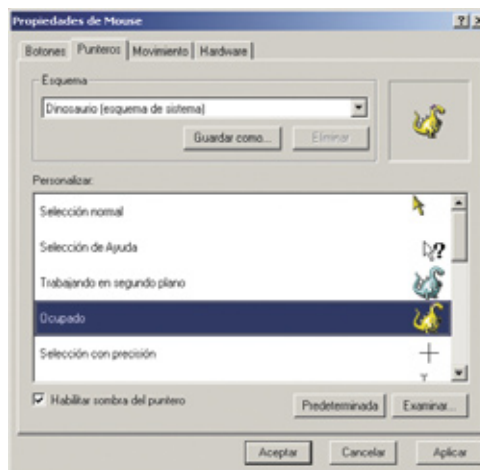 Propiedades de Mouse
Botones Punteros Movimiento Hardware
Esquema
Dinosaurio (esquema de sistema)
Guardar como... Eliminar
Personalizar:
Selección normal
Selección de Ayuda
Trabajando en segundo plano
Ocupado
Selección con precisión
Habilitar sombra del puntero
Predeterminada Examinar...
Aceptar Cancelar Aplicar